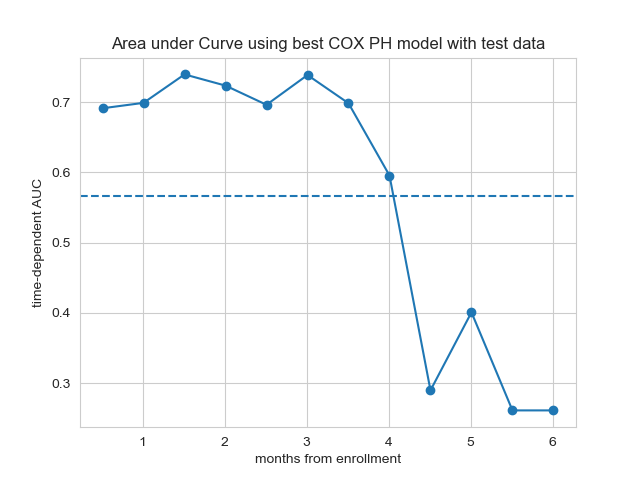 Area under Curve using best COX PH model with test data
time-dependent AUC
0.7
0.6
0.5
0.4
0.3
1 2 3 4 5 6
months from enrollment